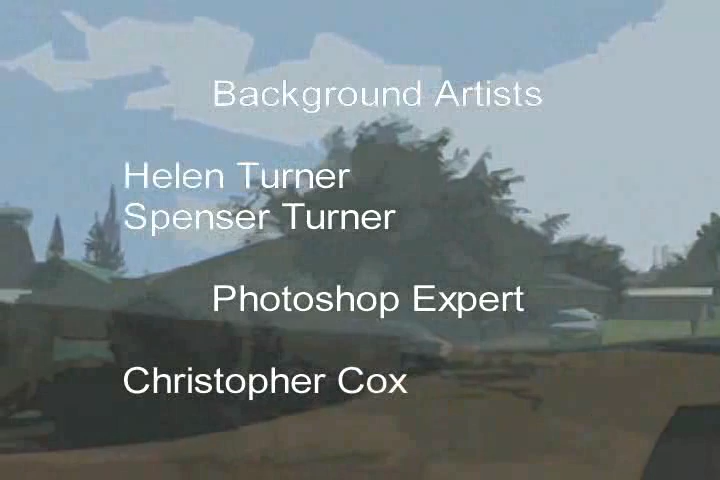 Background Artists
Helen Turner
Spenser Turner
Photoshop Expert
Christopher Cox